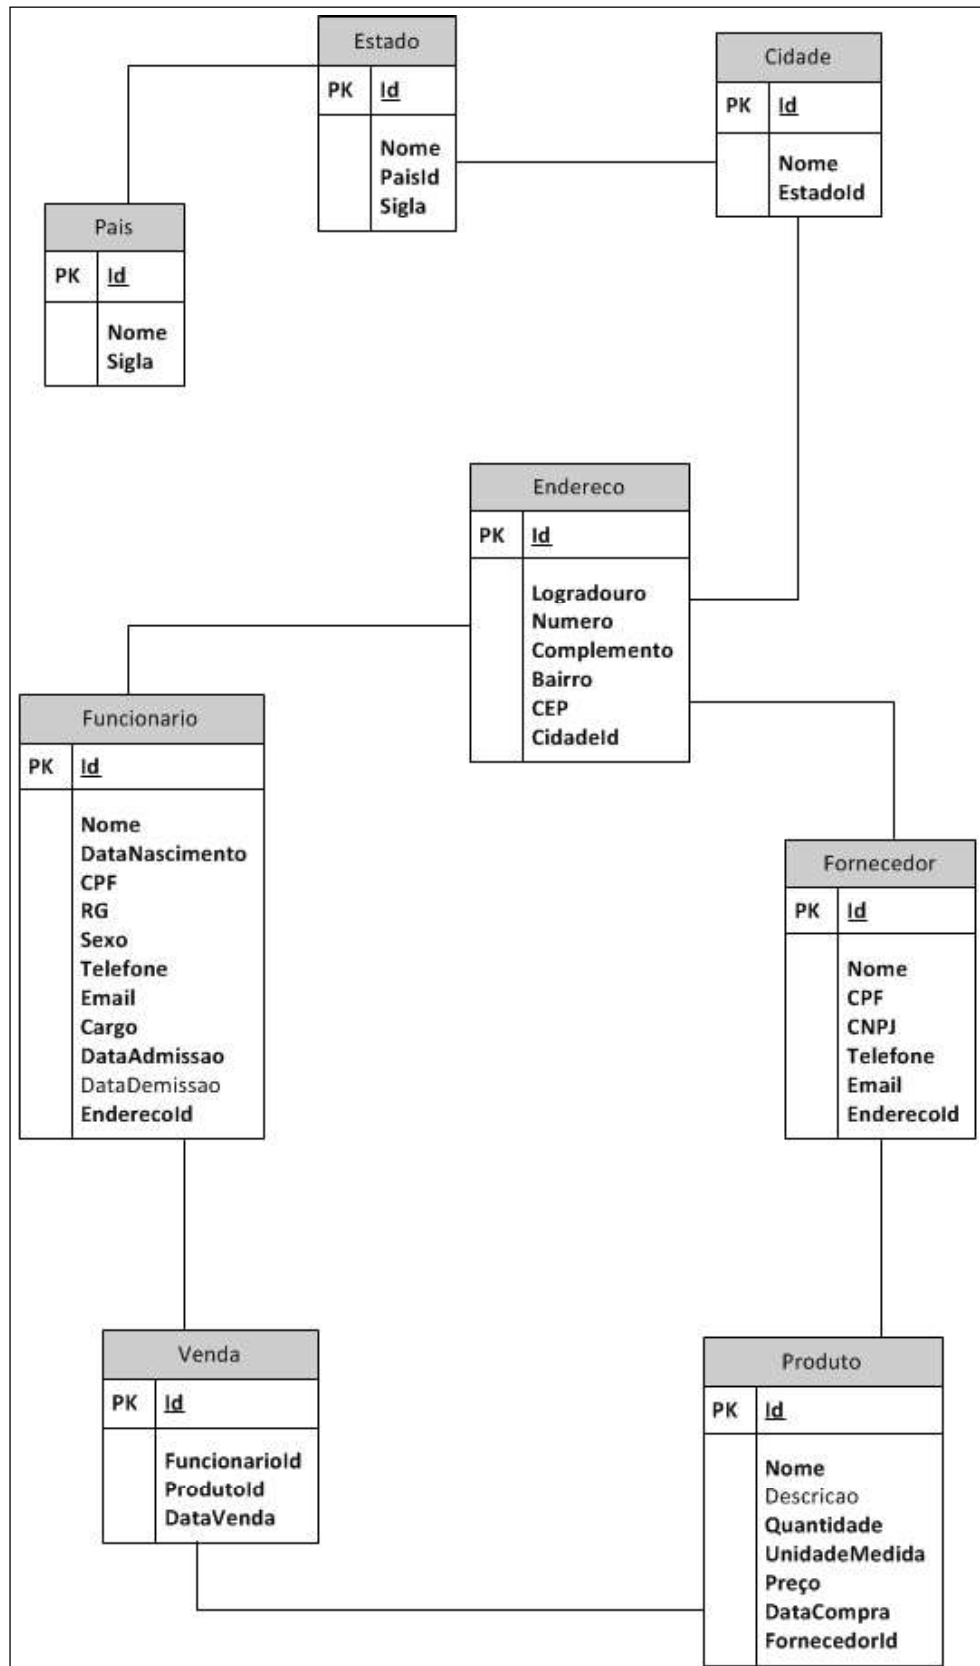 Estado
PK Id
Nome
PaisId
Sigla
Cidade
PK Id
Nome
EstadoId
Pais
PK Id
Nome
Sigla
Endereco
PK Id
Logradouro
Numero
Complemento
Bairro
CEP
CidadeId
Funcionario
PK Id
Nome
DataNascimento
CPF
RG
Sexo
Telefone
Email
Cargo
DataAdmissao
DataDemissao
EnderecoId
Fornecedor
PK Id
Nome
CPF
CNPJ
Telefone
Email
EnderecoId
Venda
PK Id
FuncionarioId
ProdutoId
DataVenda
Produto
PK Id
Nome
Descricao
Quantidade
UnidadeMedida
Preço
DataCompra
FornecedorId